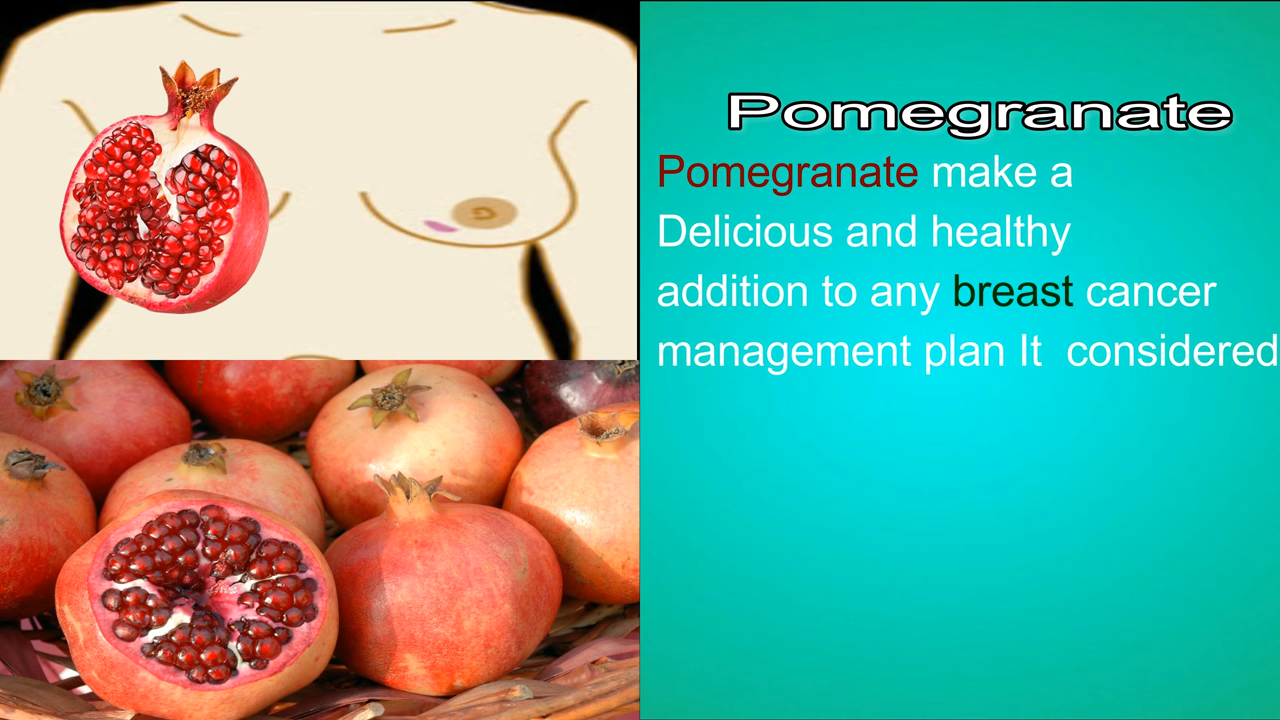 Pomegranate
Pomegranate make a
Delicious and healthy
addition to any breast cancer
management plan It  considered